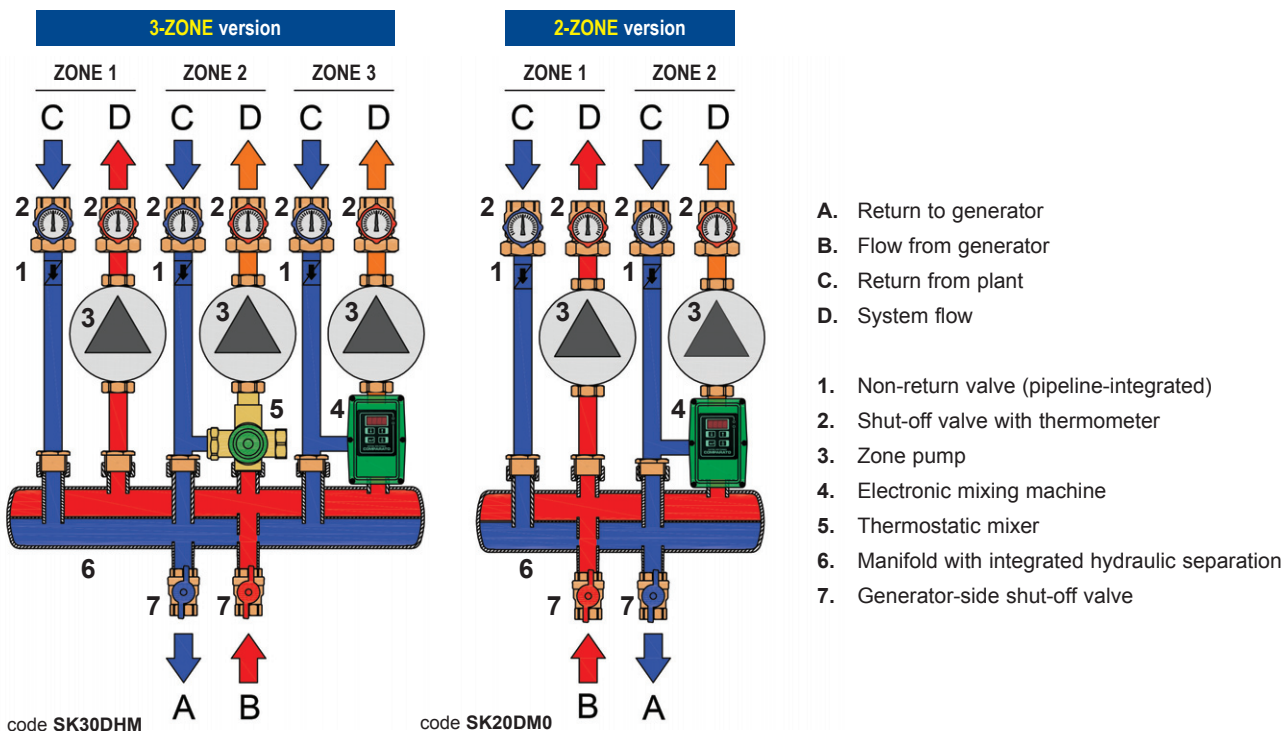 3-ZONE version
ZONE 1 ZONE 2 ZONE 3
C D C D C D
2 2 2 2 2 2
1 1 1
3 3 3
5 4
6
7 7
A B
code SK30DHM
2-ZONE version
ZONE 1 ZONE 2
C D C D
2 2 2 2
1 1
3 3
4
6
7 7
B A
code SK20DM0
A. Return to generator
B. Flow from generator
C. Return from plant
D. System flow
1. Non-return valve (pipeline-integrated)
2. Shut-off valve with thermometer
3. Zone pump
4. Electronic mixing machine
5. Thermostatic mixer
6. Manifold with integrated hydraulic separation
7. Generator-side shut-off valve